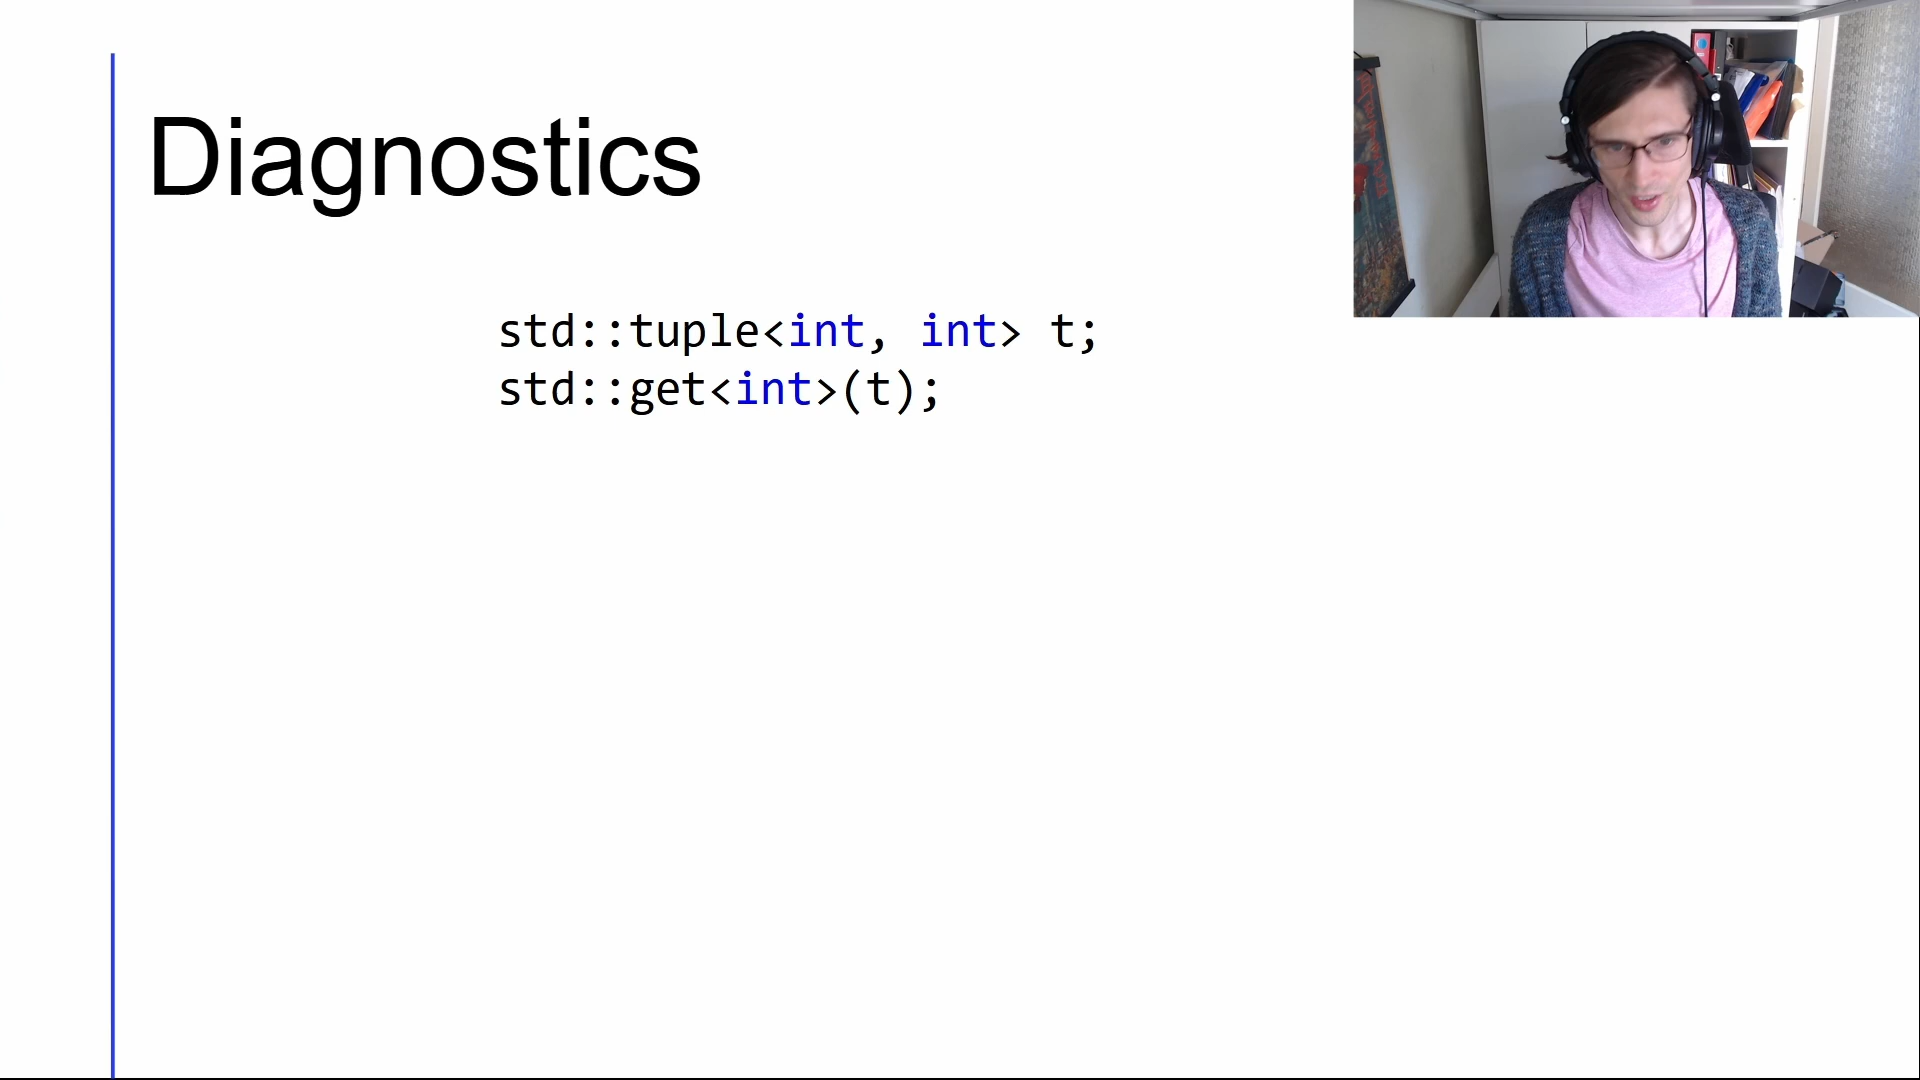 Diagnostics
std::tuple<int, int> t;
std::get<int>(t);